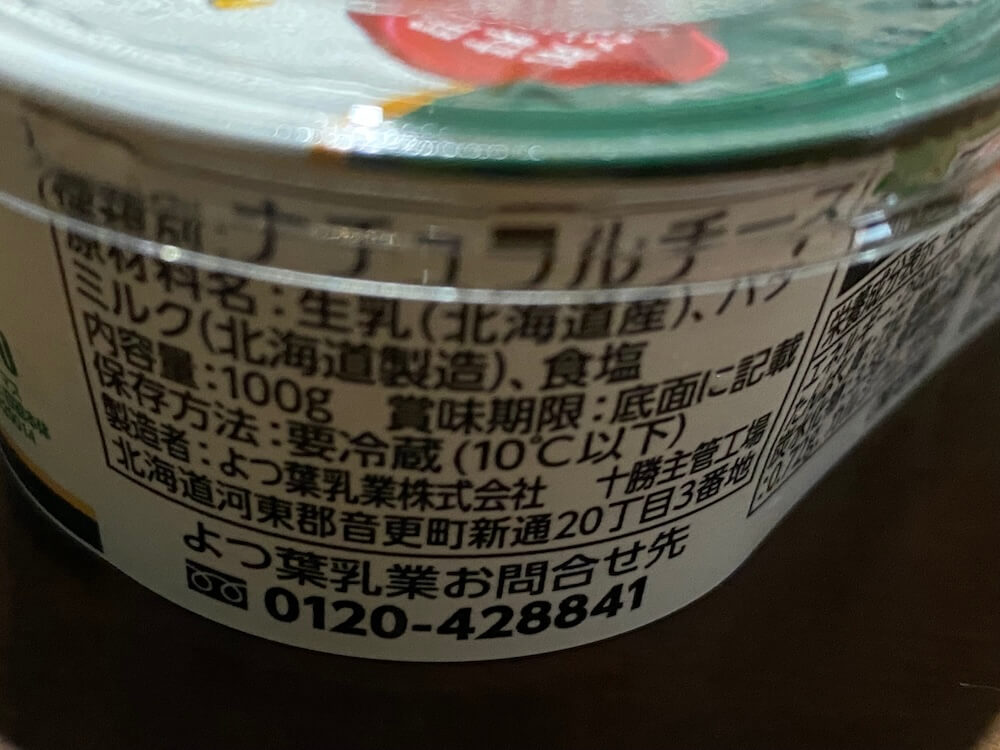 種類別 ナチュラルチーズ
原材料名:生乳(北海道産)、バター
ミルク(北海道製造)、食塩
内容量:100g 賞味期限:底面に記載
保存方法:要冷蔵(10℃以下)
製造者:よつ葉乳業株式会社 十勝主管工場
北海道河東郡音更町新通20丁目3番地
よつ葉乳業お問合せ先
0120-428841